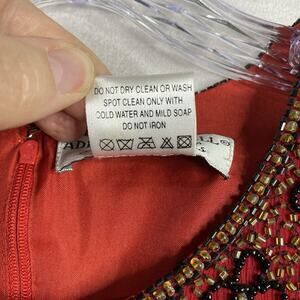 DO NOT DRY CLEAN OR WASH
SPOT CLEAN ONLY WITH
COLD WATER AND MILD SOAP
DO NOT IRON